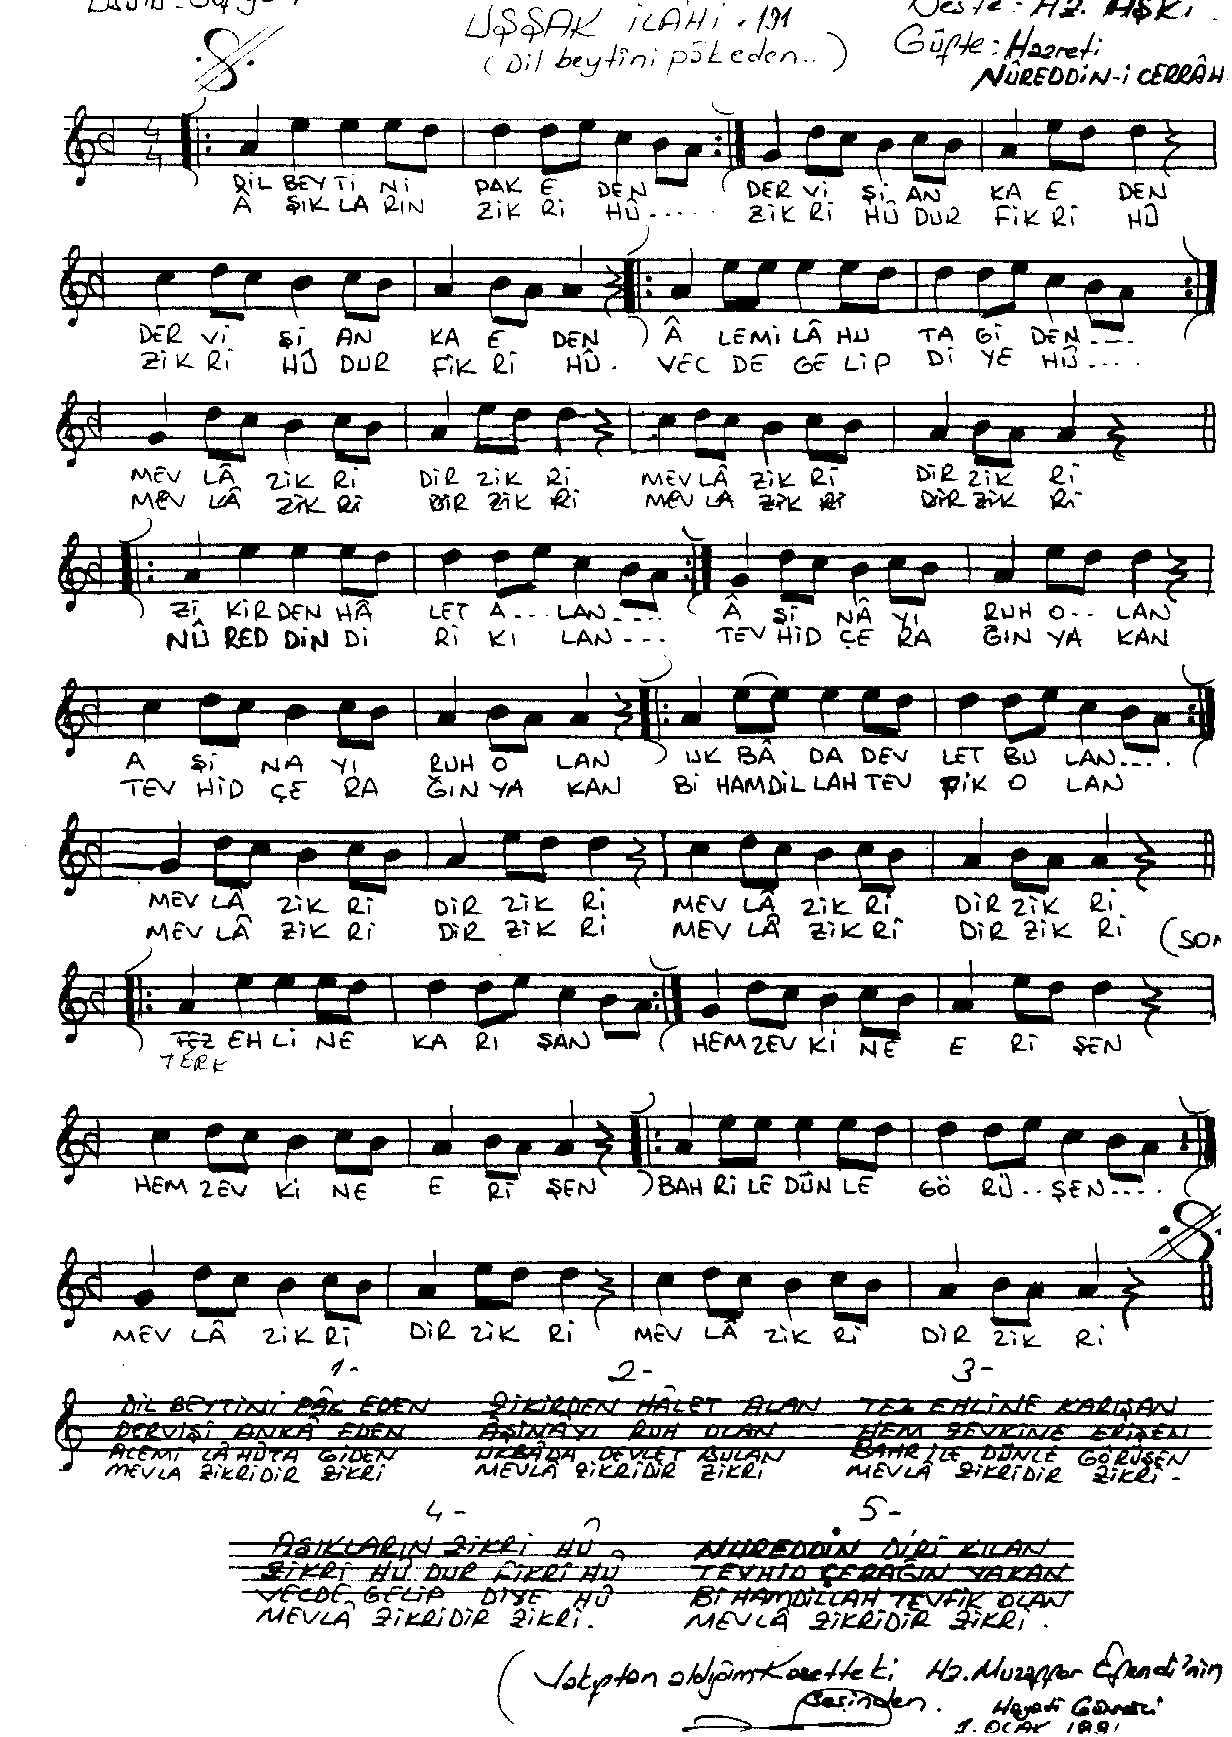 UŞŞAK İLÂHİ . 191
(Dil beytini pâk eden..)
Beste : HZ. AŞKİ
Güfte : Hazreti
NÛREDDİN-İ CERRÂH
DİL BEY Tİ Nİ PAK E DEN DER Vİ Şİ AN KA E DEN
A ŞIK LA RIN ZİK Rİ HÛ..... ZİK Rİ HÛ DUR FİK Rİ HÛ
DER Vİ Şİ AN KA E DEN Â LEMİ LÂ HU TA Gİ DEN....
ZİK Rİ HÛ DUR FİK Rİ HÛ. VEC DE GE LİP Dİ YE HÛ....
MEV LÂ ZİK Rİ DİR ZİK Rİ MEV LÂ ZİK Rİ DİR ZİK Rİ
MEV LÂ ZİK Rİ DİR ZİK Rİ MEV LA ZİK Rİ DİR ZİK Rİ
Zİ KİR DEN HÂ LET A... LAN.... Â Şİ NÂ YI RUH O.. LAN
NÛ RED DİN Dİ Rİ KI LAN.... TEV HİD ÇE RA ĞIN YA KAN
A Şİ NA YI RUH O LAN UK BÂ DA DEV LET BU LAN....
TEV HİD ÇE RA ĞIN YA KAN Bİ HAMDİL LAH TEV FİK O LAN
MEV LÂ ZİK Rİ DİR ZİK Rİ MEV LÂ ZİK Rİ DİR ZİK Rİ
MEV LÂ ZİK Rİ DİR ZİK Rİ MEV LÂ ZİK Rİ DİR ZİK Rİ (SON
TEZ EH Lİ NE KA RI ŞAN HEM ZEV Kİ NE E Rİ ŞEN
TERK
HEM ZEV Kİ NE E Rİ ŞEN BAH Rİ LE DÜN LE GÖ RÜ.. ŞEN....
MEV LÂ ZİK Rİ DİR ZİK Rİ MEV LÂ ZİK Rİ DİR ZİK Rİ
1- 2- 3-
DİL BEYTİNİ PÂK EDEN ZİKİRDEN HÂLET ALAN TEZ EHLİNE KARIŞAN
DERVİŞİ ANKÂ EDEN ÂŞİNÂYI RUH OLAN HEM ZEVKİNE ERİŞEN
ALEMİ LÂHÛTA GİDEN UKBÂDA DEVLET BULAN BAHR İLE DÜNLE GÖRÜŞEN
MEVLA ZİKRİDİR ZİKRİ MEVLÂ ZİKRİDİR ZİKRİ MEVLÂ ZİKRİDİR ZİKRİ-
4- 5-
AŞIKLARIN ZİKRİ HÛ NUREDDİN DİRİ KILAN
ZİKRİ HÛ DUR FİKRİ HÛ TEVHİD ÇERAĞIN YAKAN
VECDE GELİP DİYE HÛ Bİ HAMDİLLAH TEVFİK OLAN
MEVLÂ ZİKRİDİR ZİKRİ. MEVLÂ ZİKRİDİR ZİKRİ.
(Vakıftan aldığım Kasetteki Hz. Muzaffer Efendi'nin
Sesinden.
1. OCAK 1991